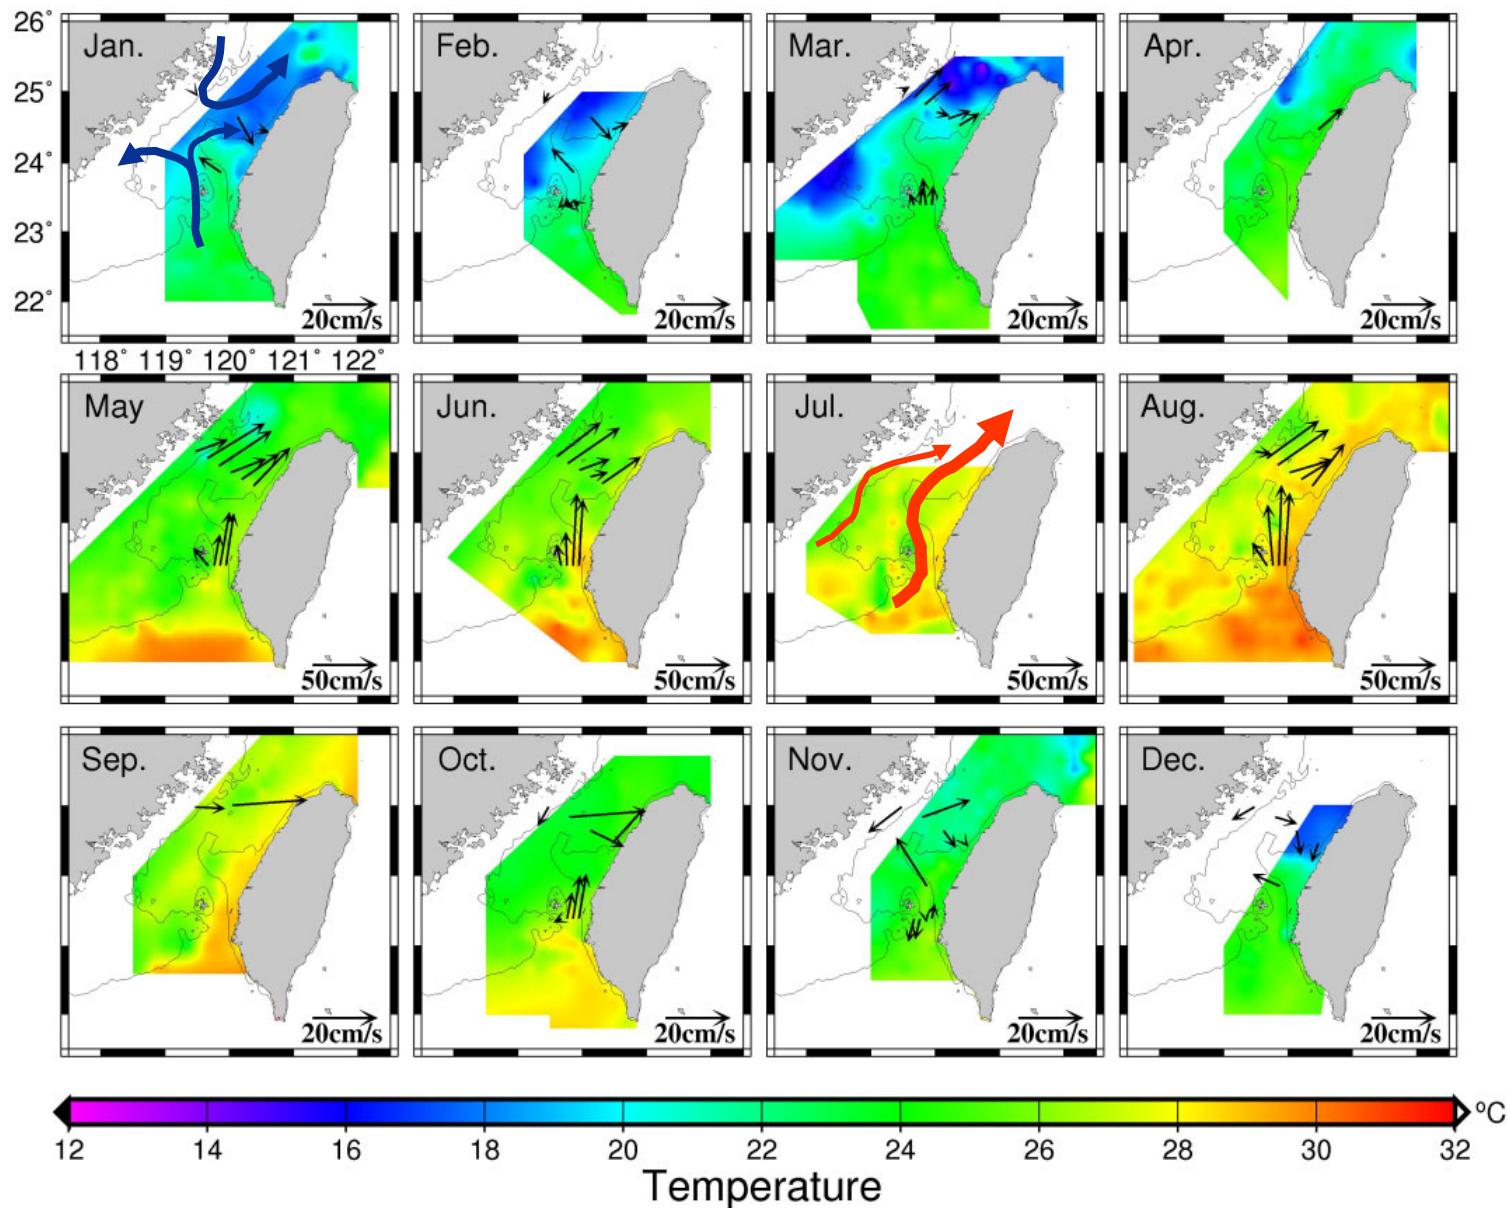 26°
25°
24°
23°
22°
Jan.
20cm/s
Feb.
20cm/s
Mar.
20cm/s
Apr.
20cm/s
118° 119° 120° 121° 122°
May
50cm/s
Jun.
50cm/s
Jul.
50cm/s
Aug.
50cm/s
Sep.
20cm/s
Oct.
20cm/s
Nov.
20cm/s
Dec.
20cm/s
ºC
12 14 16 18 20 22 24 26 28 30 32
Temperature